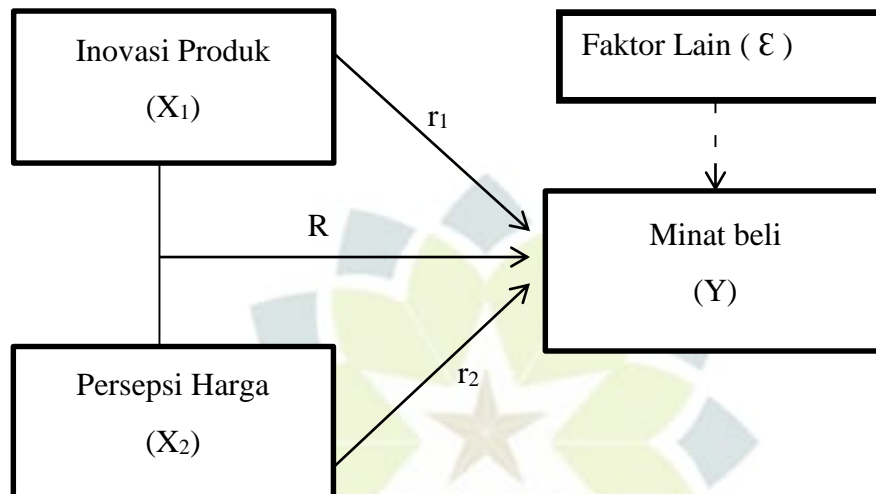 Inovasi Produk
(X₁)
Faktor Lain ( Ɛ )
r₁
R
Minat beli
(Y)
Persepsi Harga
(X₂)
r₂